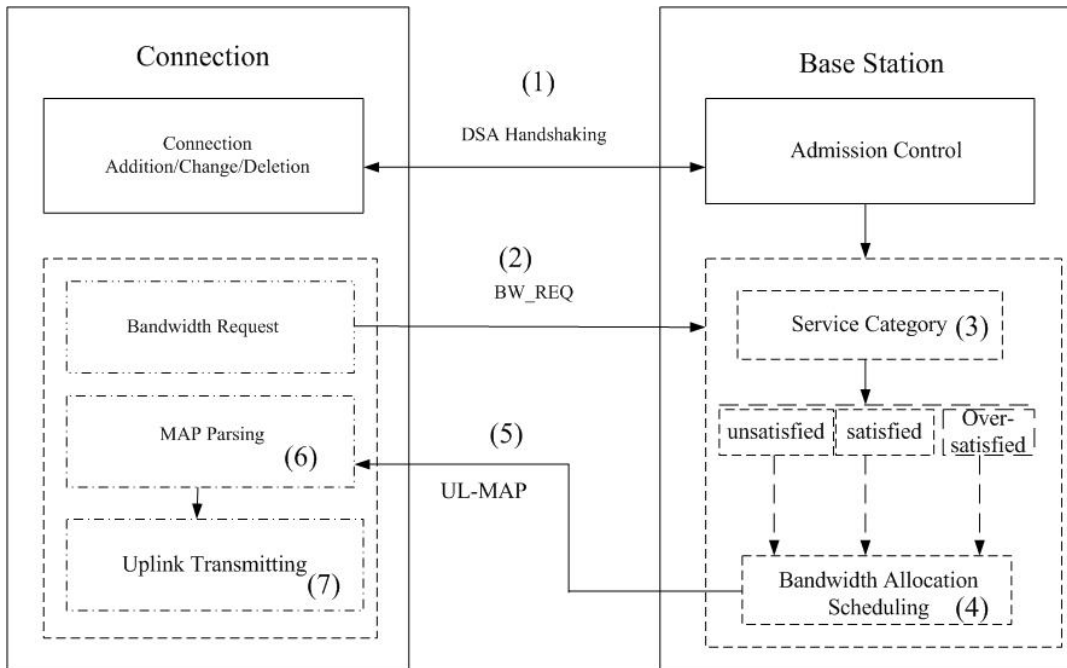 Connection
Connection
Addition/Change/Deletion
(1)
DSA Handshaking
Base Station
Admission Control
Bandwidth Request
(2)
BW_REQ
Service Category (3)
unsatisfied
satisfied
Over-
satisfied
MAP Parsing
(6)
(5)
UL-MAP
Uplink Transmitting
(7)
Bandwidth Allocation
Scheduling (4)